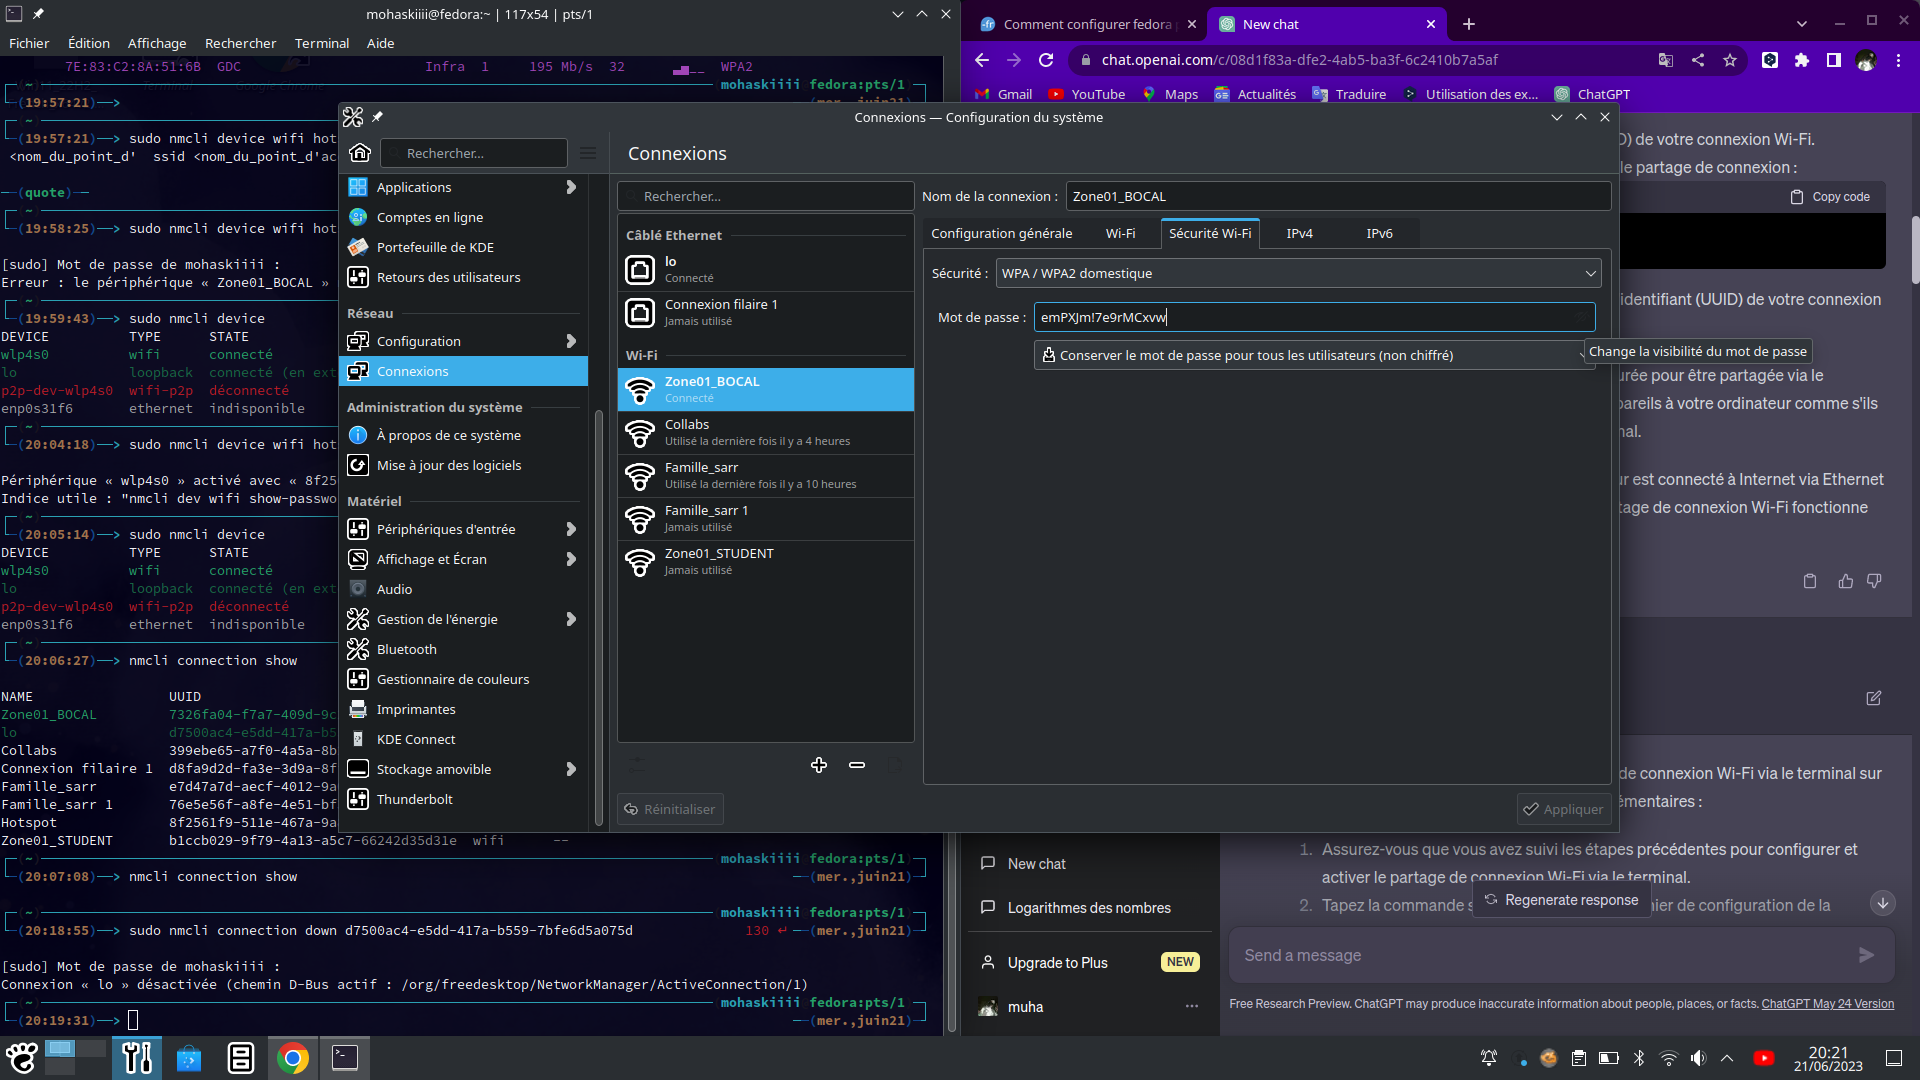 mohaskiiii@fedora:~ | 117x54 | pts/1
Fichier Édition Affichage Rechercher Terminal Aide
7E:83:C2:8A:51:6B GDC Infra 1 195 Mb/s 32 WPA2
mohaskiiii fedora:pts/1
(19:57:21)──> (mer.,juin21)
(19:57:21)──> sudo nmcli device wifi hot
<nom_du_point_d' ssid <nom_du_point_d'ac
(quote)
(19:58:25)──> sudo nmcli device wifi hot
[sudo] Mot de passe de mohaskiiii :
Erreur : le périphérique « Zone01_BOCAL »
(19:59:43)──> sudo nmcli device
DEVICE TYPE STATE
wlp4s0 wifi connecté
lo loopback connecté (en ext
p2p-dev-wlp4s0 wifi-p2p déconnecté
enp0s31f6 ethernet indisponible
(20:04:18)──> sudo nmcli device wifi hot
Périphérique « wlp4s0 » activé avec « 8f25
Indice utile : "nmcli dev wifi show-passwo
(20:05:14)──> sudo nmcli device
DEVICE TYPE STATE
wlp4s0 wifi connecté
lo loopback connecté (en ext
p2p-dev-wlp4s0 wifi-p2p déconnecté
enp0s31f6 ethernet indisponible
(20:06:27)──> nmcli connection show
NAME UUID
Zone01_BOCAL 7326fa04-f7a7-409d-9c
lo d7500ac4-e5dd-417a-b5
Collabs 399ebe65-a7f0-4a5a-8b
Connexion filaire 1 d8fa9d2d-fa3e-3d9a-8f
Famille_sarr e7d47a7d-aecf-4012-9a
Famille_sarr 1 76e5e56f-a8fe-4e51-bf
Hotspot 8f2561f9-511e-467a-9a
Zone01_STUDENT b1ccb029-9f79-4a13-a5c7-66242d35d31e wifi --
mohaskiiii fedora:pts/1
(20:07:08)──> nmcli connection show (mer.,juin21)
mohaskiiii fedora:pts/1
(20:18:55)──> sudo nmcli connection down d7500ac4-e5dd-417a-b559-7bfe6d5a075d 130 ↵ (mer.,juin21)
[sudo] Mot de passe de mohaskiiii :
Connexion « lo » désactivée (chemin D-Bus actif : /org/freedesktop/NetworkManager/ActiveConnection/1)
mohaskiiii fedora:pts/1
(20:19:31)──> (mer.,juin21)
Connexions — Configuration du système
Rechercher...
Connexions
Applications
Comptes en ligne
Portefeuille de KDE
Retours des utilisateurs
Réseau
Configuration
Connexions
Administration du système
À propos de ce système
Mise à jour des logiciels
Matériel
Périphériques d'entrée
Affichage et Écran
Audio
Gestion de l'énergie
Bluetooth
Gestionnaire de couleurs
Imprimantes
KDE Connect
Stockage amovible
Thunderbolt
Rechercher...
Câblé Ethernet
lo
Connecté
Connexion filaire 1
Jamais utilisé
Wi-Fi
Zone01_BOCAL
Connecté
Collabs
Utilisé la dernière fois il y a 4 heures
Famille_sarr
Utilisé la dernière fois il y a 10 heures
Famille_sarr 1
Jamais utilisé
Zone01_STUDENT
Jamais utilisé
Réinitialiser
Nom de la connexion : Zone01_BOCAL
Configuration générale Wi-Fi Sécurité Wi-Fi IPv4 IPv6
Sécurité : WPA / WPA2 domestique
Mot de passe : emPXJm!7e9rMCxvw
Conserver le mot de passe pour tous les utilisateurs (non chiffré)
Change la visibilité du mot de passe
Appliquer
Comment configurer fedora
New chat
chat.openai.com/c/08d1f83a-dfe2-4ab5-ba3f-6c2410b7a5af
Gmail YouTube Maps Actualités Traduire Utilisation des ex... ChatGPT
D) de votre connexion Wi-Fi.
le partage de connexion :
Copy code
identifiant (UUID) de votre connexion
urée pour être partagée via le
pareils à votre ordinateur comme s'ils
nal.
ur est connecté à Internet via Ethernet
tage de connexion Wi-Fi fonctionne
de connexion Wi-Fi via le terminal sur
émentaires :
1. Assurez-vous que vous avez suivi les étapes précédentes pour configurer et
activer le partage de connexion Wi-Fi via le terminal.
2. Tapez la commande s
ier de configuration de la
Regenerate response
New chat
Logarithmes des nombres
Upgrade to Plus NEW
muha
Send a message
Free Research Preview. ChatGPT may produce inaccurate information about people, places, or facts. ChatGPT May 24 Version
20:21
21/06/2023